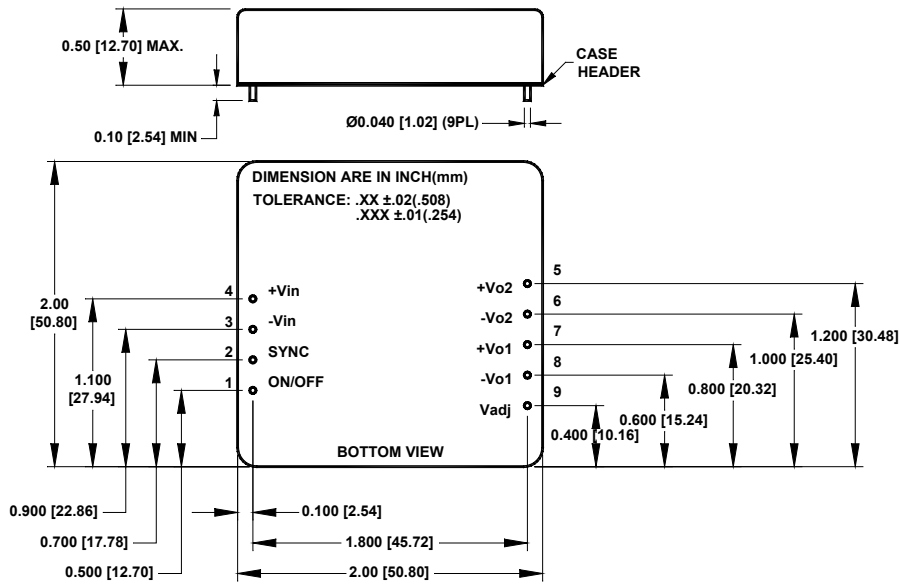 0.50 [12.70] MAX.
CASE
HEADER
0.10 [2.54] MIN
Ø0.040 [1.02] (9PL)
DIMENSION ARE IN INCH(mm)
TOLERANCE: .XX ±.02(.508)
.XXX ±.01(.254)
2.00
[50.80]
4 +Vin
3 -Vin
2 SYNC
1 ON/OFF
1.100
[27.94]
+Vo2 5
-Vo2 6
+Vo1 7
-Vo1 8
Vadj 9
1.200 [30.48]
1.000 [25.40]
0.800 [20.32]
0.600 [15.24]
0.400 [10.16]
BOTTOM VIEW
0.900 [22.86]
0.700 [17.78]
0.500 [12.70]
0.100 [2.54]
1.800 [45.72]
2.00 [50.80]